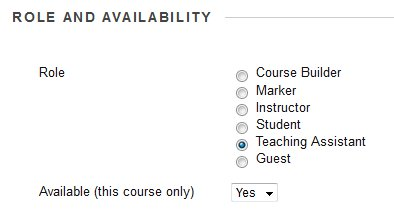 ROLE AND AVAILABILITY
Role
Course Builder
Marker
Instructor
Student
Teaching Assistant
Guest
Available (this course only) Yes